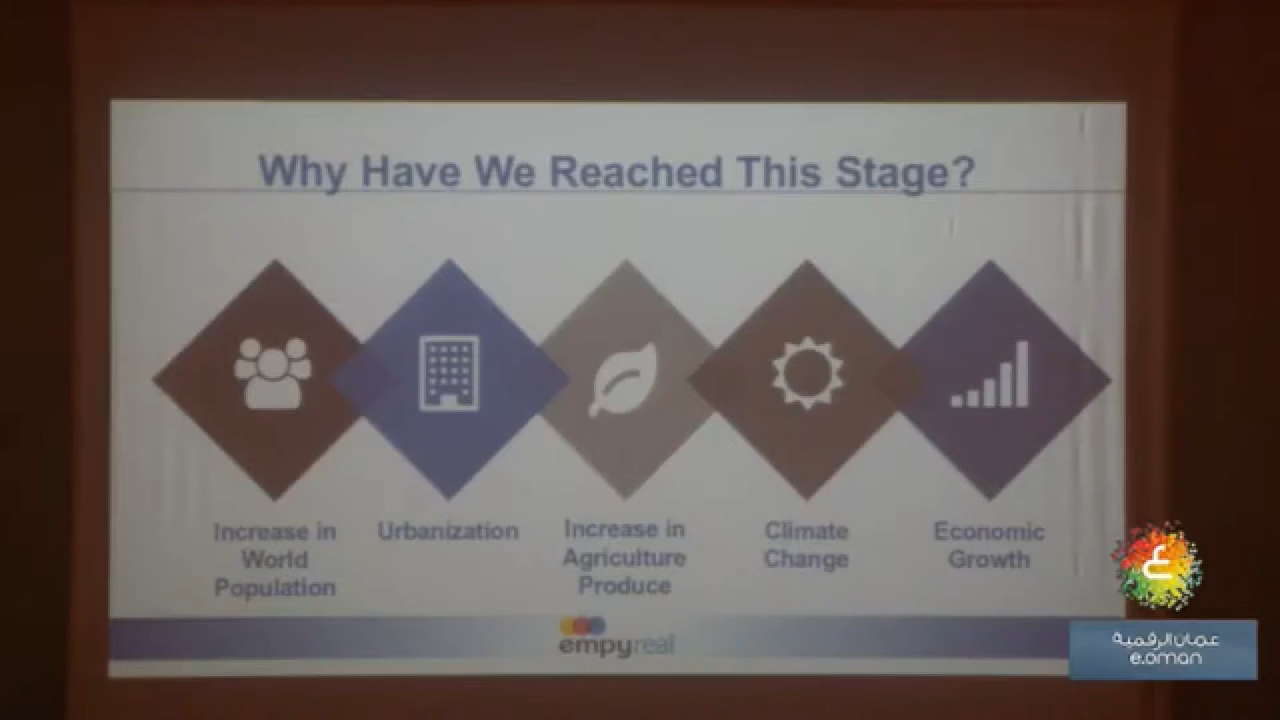 Why Have We Reached This Stage?
Increase in
World
Population
Urbanization
Increase in
Agriculture
Produce
Climate
Change
Economic
Growth
empyreal
ع
عمان الرقمية
e.oman